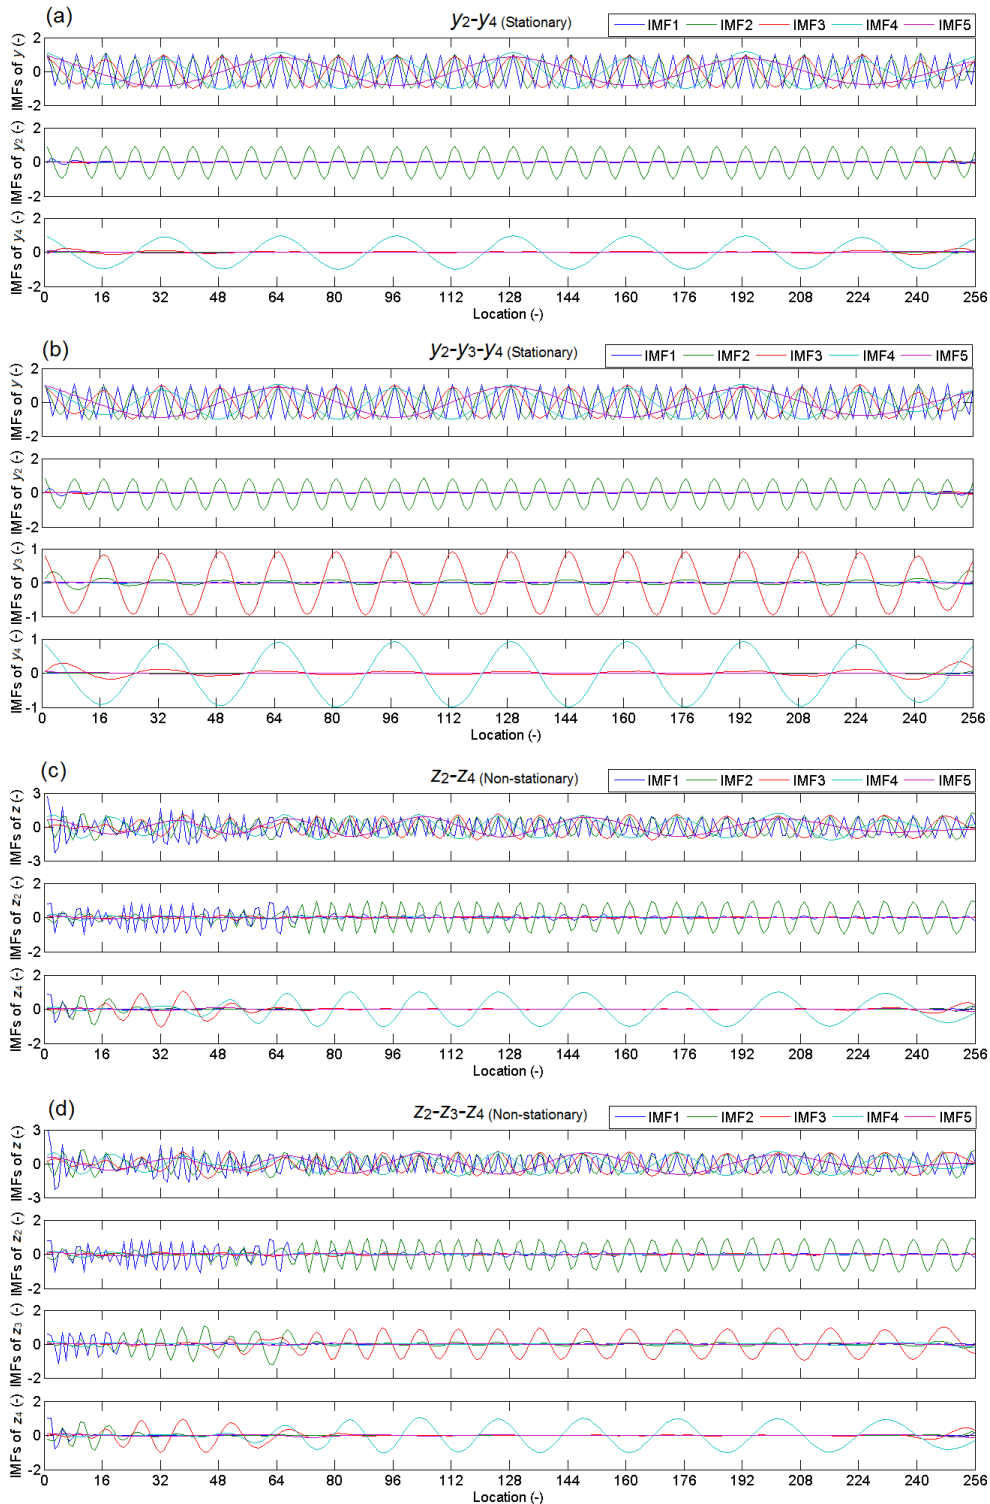 (a) y2-y4 (Stationary) IMF1 IMF2 IMF3 IMF4 IMF5
IMFs of y (-)
2
0
-2
IMFs of y2 (-)
2
0
-2
IMFs of y4 (-)
2
0
-2
0 16 32 48 64 80 96 112 128 144 160 176 192 208 224 240 256
Location (-)
(b) y2-y3-y4 (Stationary) IMF1 IMF2 IMF3 IMF4 IMF5
IMFs of y (-)
2
0
-2
IMFs of y2 (-)
2
0
-2
IMFs of y3 (-)
1
0
-1
IMFs of y4 (-)
1
0
-1
0 16 32 48 64 80 96 112 128 144 160 176 192 208 224 240 256
Location (-)
(c) z2-z4 (Non-stationary) IMF1 IMF2 IMF3 IMF4 IMF5
IMFs of z (-)
3
0
-3
IMFs of z2 (-)
2
0
-2
IMFs of z4 (-)
2
0
-2
0 16 32 48 64 80 96 112 128 144 160 176 192 208 224 240 256
Location (-)
(d) z2-z3-z4 (Non-stationary) IMF1 IMF2 IMF3 IMF4 IMF5
IMFs of z (-)
3
0
-3
IMFs of z2 (-)
2
0
-2
IMFs of z3 (-)
2
0
-2
IMFs of z4 (-)
2
0
-2
0 16 32 48 64 80 96 112 128 144 160 176 192 208 224 240 256
Location (-)